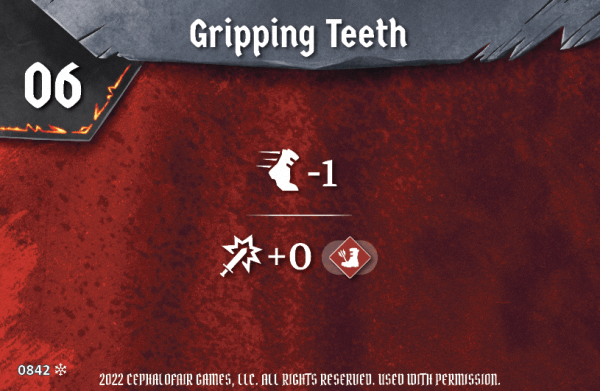 Gripping Teeth
06
-1
+0
0842
2022 CEPHALOFAIR GAMES, LLC. ALL RIGHTS RESERVED. USED WITH PERMISSION.